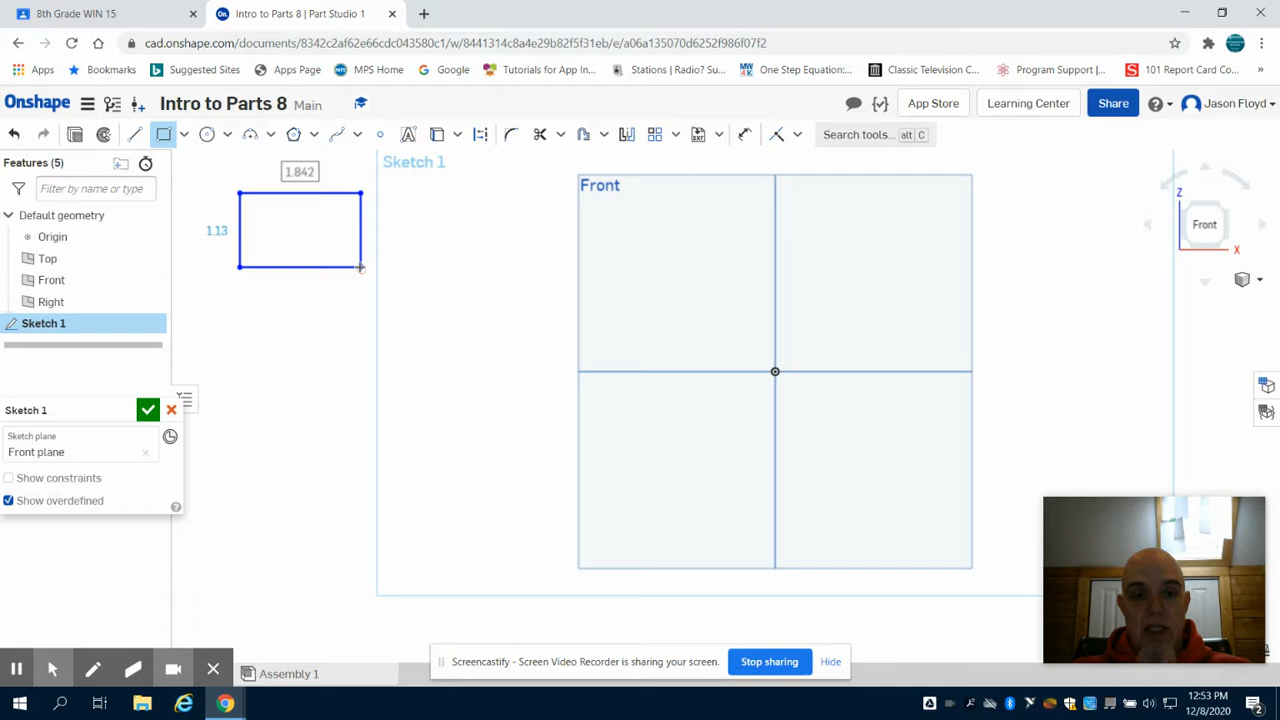 8th Grade WIN 15
Intro to Parts 8 | Part Studio 1
cad.onshape.com/documents/8342c2af62e66cdc043580c1/w/8441314c8a4e29b82f5f31eb/e/a06a135070d6252f986f07f2
Apps
Bookmarks
Suggested Sites
Apps Page
MPS Home
Google
Tutorials for App In...
Stations | Radio? Su...
One Step Equation:...
Classic Television C...
Program Support |...
101 Report Card Co...
Onshape
Intro to Parts 8
Main
App Store
Learning Center
Share
Jason Floyd
Search tools...
alt
C
Features (5)
Filter by name or type
Default geometry
Origin
Top
Front
Right
Sketch 1
Sketch 1
Sketch plane
Front plane
Show constraints
Show overdefined
1.842
1.13
Sketch 1
Front
Z
Front
X
Assembly 1
Screencastify - Screen Video Recorder is sharing your screen.
Stop sharing
Hide
12:53 PM
12/8/2020
2